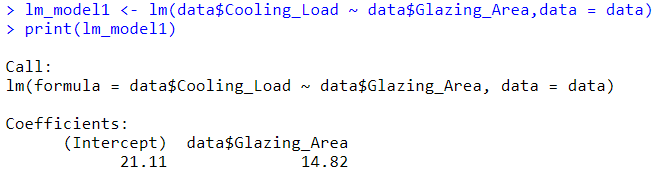 > lm_model1 <- lm(data$Cooling_Load ~ data$Glazing_Area,data = data)
> print(lm_model1)
Call:
lm(formula = data$Cooling_Load ~ data$Glazing_Area, data = data)
Coefficients:
(Intercept) data$Glazing_Area
21.11 14.82